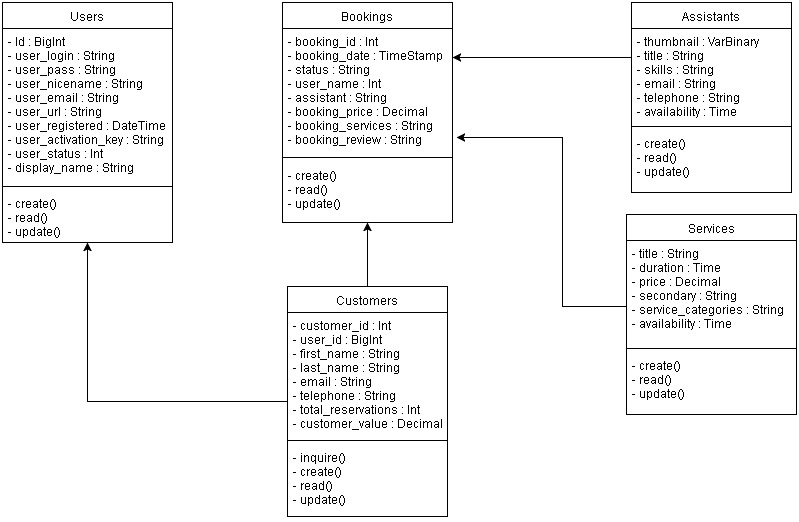 Users
- Id : BigInt
- user_login : String
- user_pass : String
- user_nicename : String
- user_email : String
- user_url : String
- user_registered : DateTime
- user_activation_key : String
- user_status : Int
- display_name : String
- create()
- read()
- update()
Bookings
- booking_id : Int
- booking_date : TimeStamp
- status : String
- user_name : Int
- assistant : String
- booking_price : Decimal
- booking_services : String
- booking_review : String
- create()
- read()
- update()
Assistants
- thumbnail : VarBinary
- title : String
- skills : String
- email : String
- telephone : String
- availability : Time
- create()
- read()
- update()
Services
- title : String
- duration : Time
- price : Decimal
- secondary : String
- service_categories : String
- availability : Time
- create()
- read()
- update()
Customers
- customer_id : Int
- user_id : BigInt
- first_name : String
- last_name : String
- email : String
- telephone : String
- total_reservations : Int
- customer_value : Decimal
- inquire()
- create()
- read()
- update()